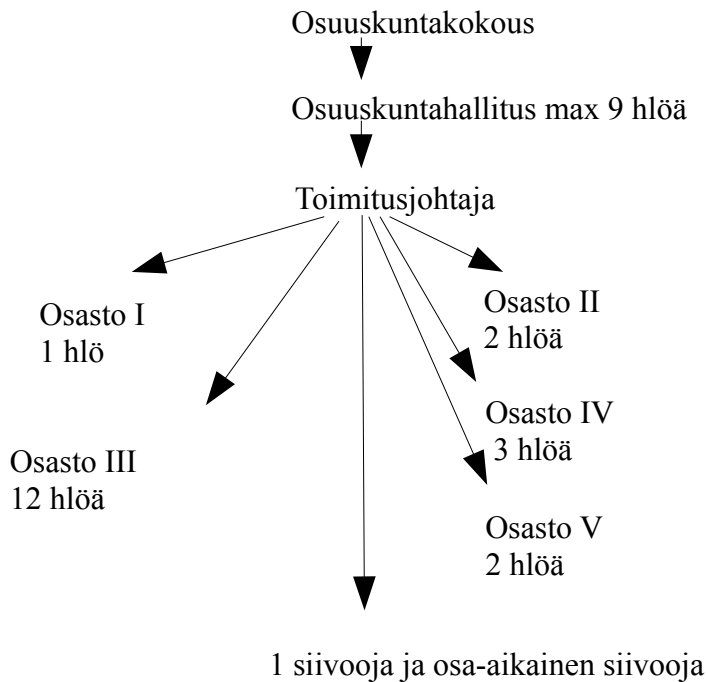 Osuuskuntakokous
Osuuskuntahallitus max 9 hlöä
Toimitusjohtaja
Osasto I
1 hlö
Osasto II
2 hlöä
Osasto III
12 hlöä
Osasto IV
3 hlöä
Osasto V
2 hlöä
1 siivooja ja osa-aikainen siivooja